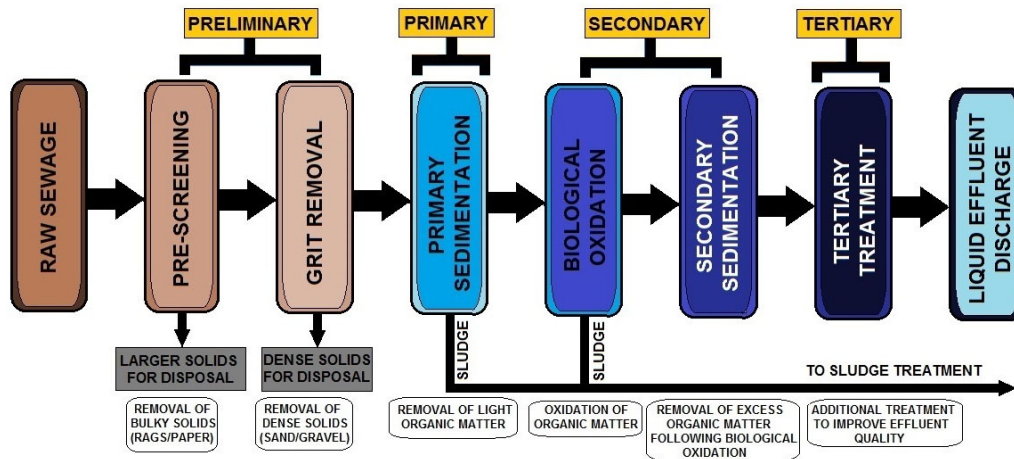 PRELIMINARY
PRIMARY
SECONDARY
TERTIARY
RAW SEWAGE
PRE-SCREENING
GRIT REMOVAL
PRIMARY
SEDIMENTATION
BIOLOGICAL
OXIDATION
SECONDARY
SEDIMENTATION
TERTIARY
TREATMENT
LIQUID EFFLUENT
DISCHARGE
LARGER SOLIDS
FOR DISPOSAL
DENSE SOLIDS
FOR DISPOSAL
SLUDGE
SLUDGE
TO SLUDGE TREATMENT
REMOVAL OF
BULKY SOLIDS
(RAGS/PAPER)
REMOVAL OF
DENSE SOLIDS
(SAND/GRAVEL)
REMOVAL OF LIGHT
ORGANIC MATTER
OXIDATION OF
ORGANIC MATTER
REMOVAL OF EXCESS
ORGANIC MATTER
FOLLOWING BIOLOGICAL
OXIDATION
ADDITIONAL TREATMENT
TO IMPROVE EFFLUENT
QUALITY